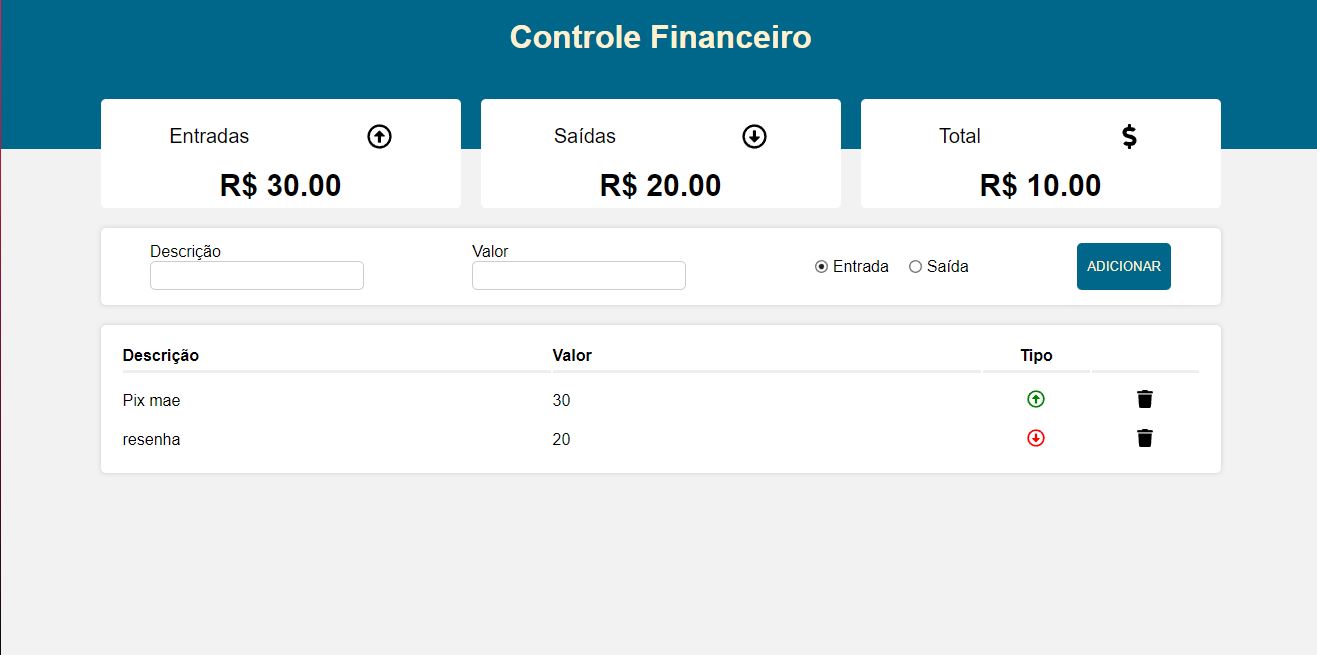 Controle Financeiro
Entradas
R$ 30.00
Saídas
R$ 20.00
Total
R$ 10.00
Descrição
Valor
Entrada Saída
ADICIONAR
Descrição Valor Tipo
Pix mae 30
resenha 20